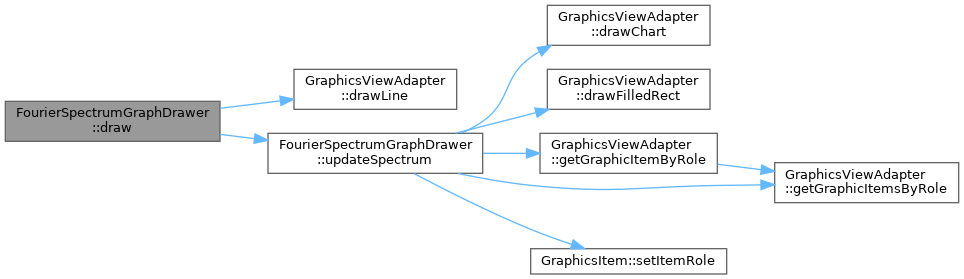 FourierSpectrumGraphDrawer
::draw
GraphicsViewAdapter
::drawLine
FourierSpectrumGraphDrawer
::updateSpectrum
GraphicsViewAdapter
::drawChart
GraphicsViewAdapter
::drawFilledRect
GraphicsViewAdapter
::getGraphicItemByRole
GraphicsViewAdapter
::getGraphicItemsByRole
GraphicsItem::setItemRole